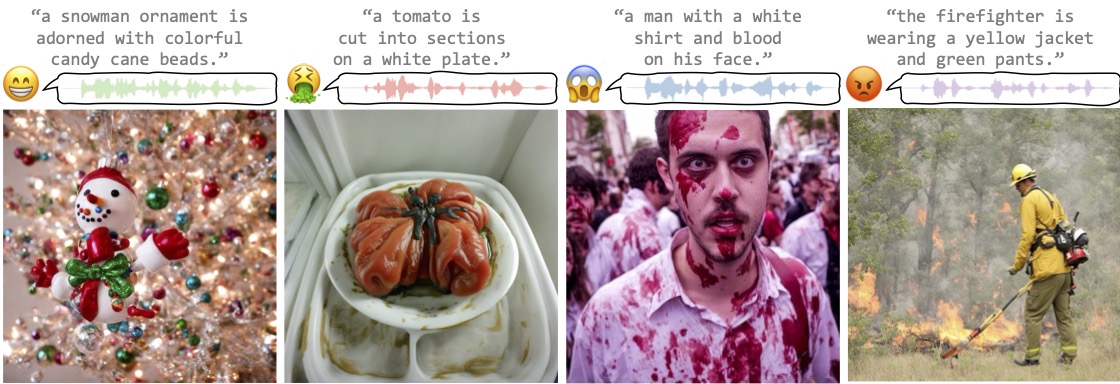 “a snowman ornament is
adorned with colorful
candy cane beads.”
“a tomato is
cut into sections
on a white plate.”
“a man with a white
shirt and blood
on his face.”
“the firefighter is
wearing a yellow jacket
and green pants.”